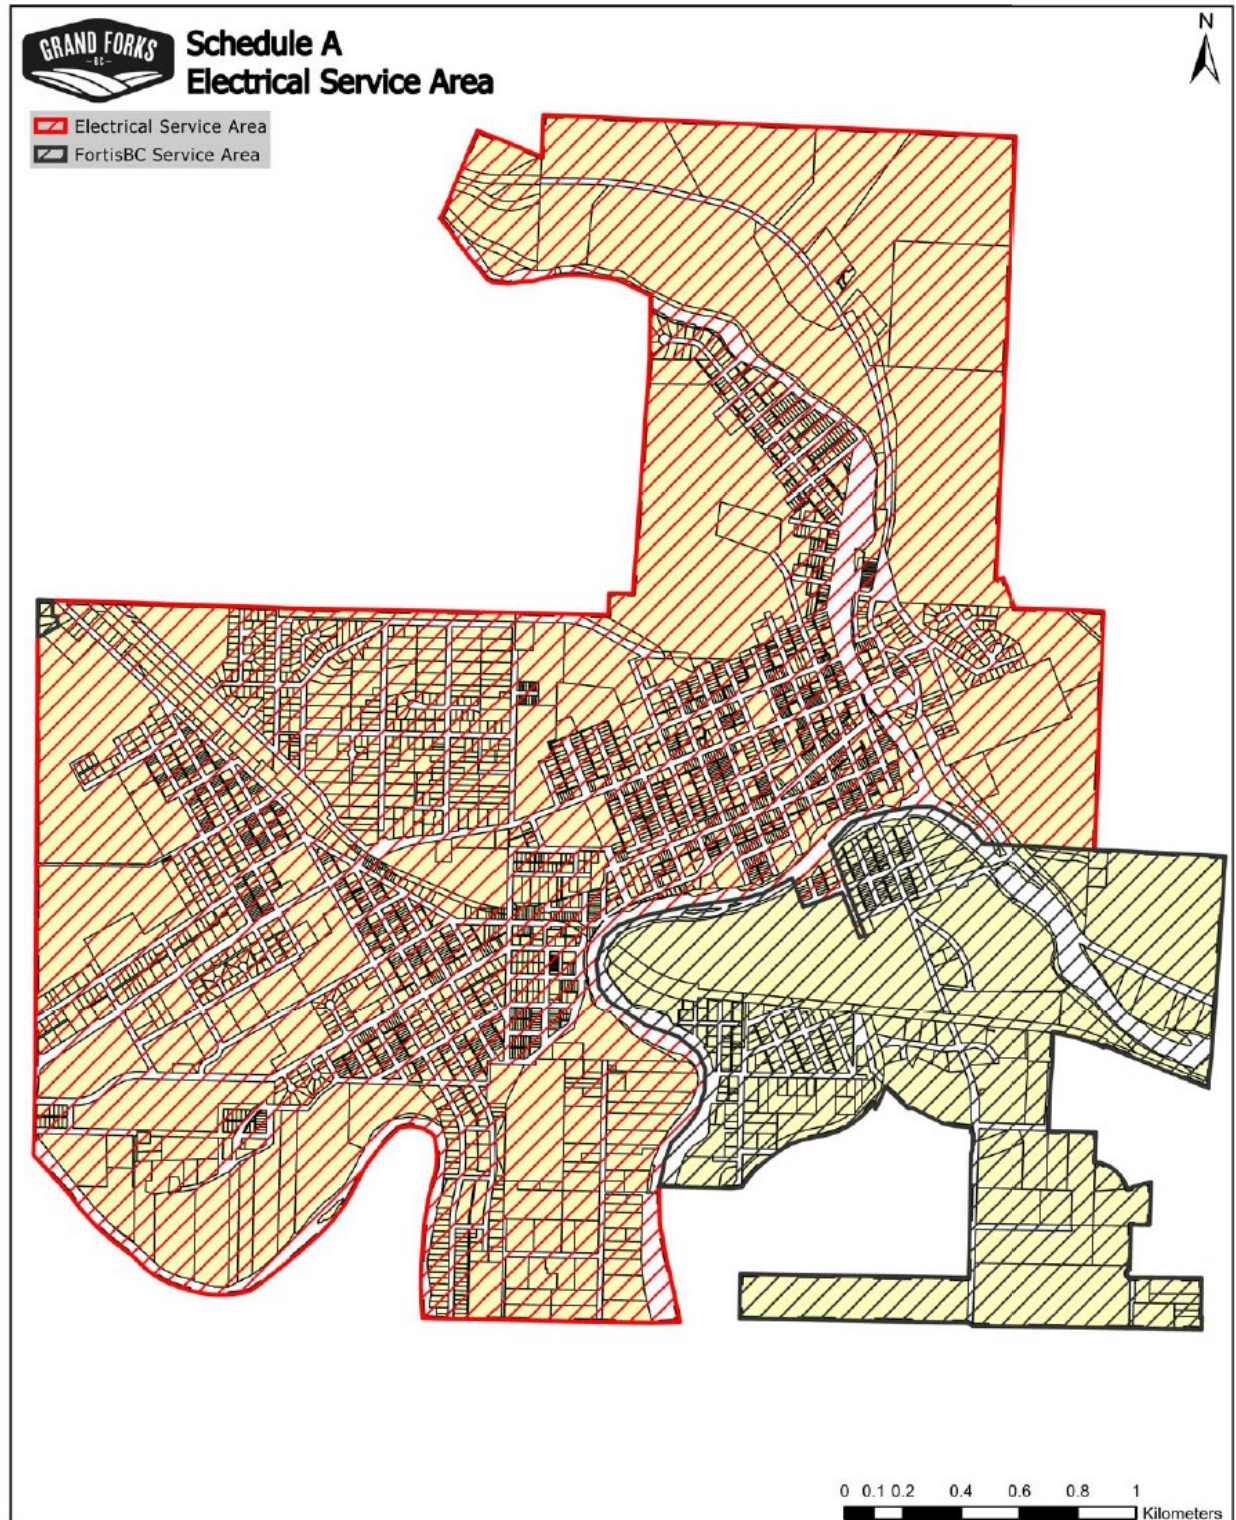 GRAND FORKS
-BC-
Schedule A
Electrical Service Area
N
Electrical Service Area
FortisBC Service Area
0 0.1 0.2 0.4 0.6 0.8 1
Kilometers